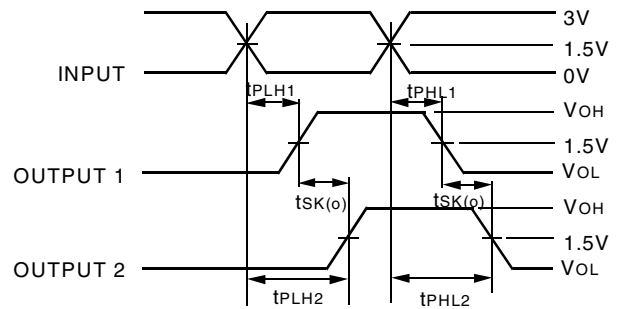 3V
1.5V
INPUT
0V
tPLH1
tPHL1
VOH
1.5V
OUTPUT 1
VOL
tSK(o)
tSK(o)
VOH
1.5V
OUTPUT 2
VOL
tPLH2
tPHL2